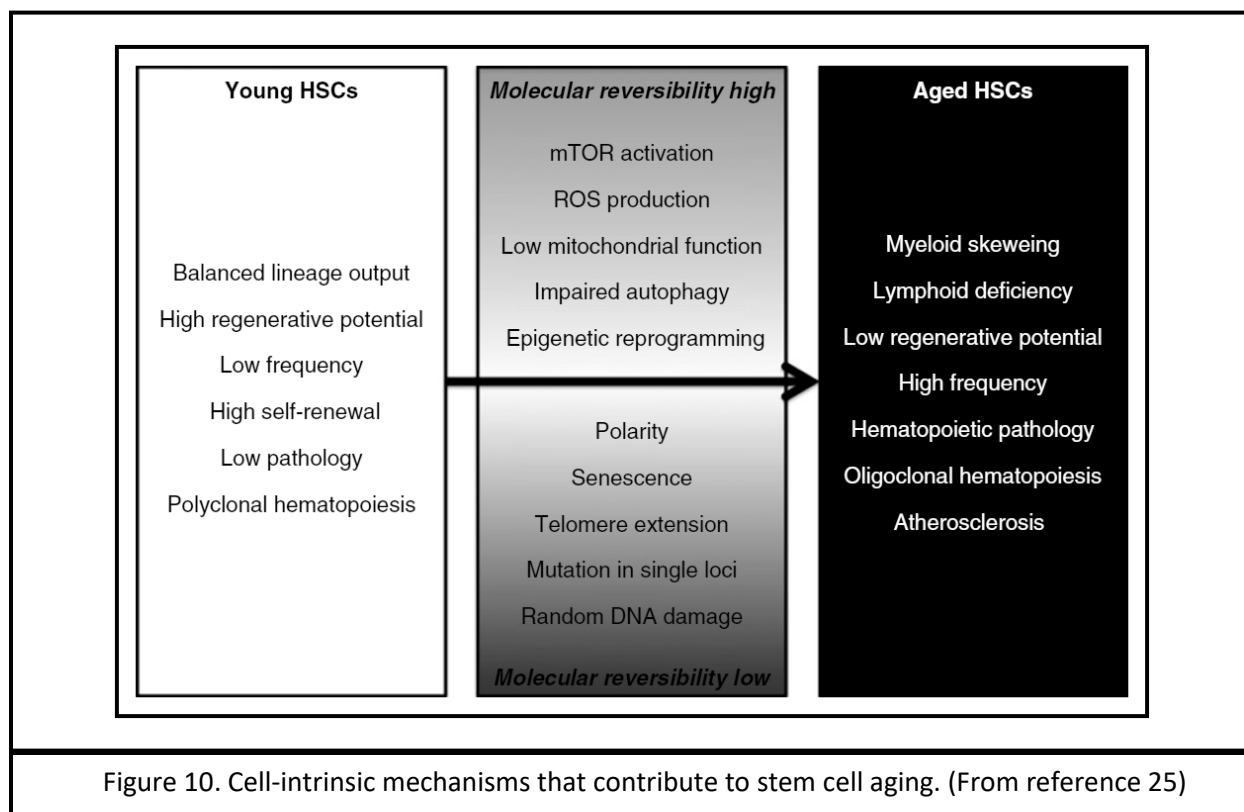 Young HSCs
Balanced lineage output
High regenerative potential
Low frequency
High self-renewal
Low pathology
Polyclonal hematopoiesis
Molecular reversibility high
mTOR activation
ROS production
Low mitochondrial function
Impaired autophagy
Epigenetic reprogramming
Polarity
Senescence
Telomere extension
Mutation in single loci
Random DNA damage
Molecular reversibility low
Aged HSCs
Myeloid skeweing
Lymphoid deficiency
Low regenerative potential
High frequency
Hematopoietic pathology
Oligoclonal hematopoiesis
Atherosclerosis
Figure 10. Cell-intrinsic mechanisms that contribute to stem cell aging. (From reference 25)